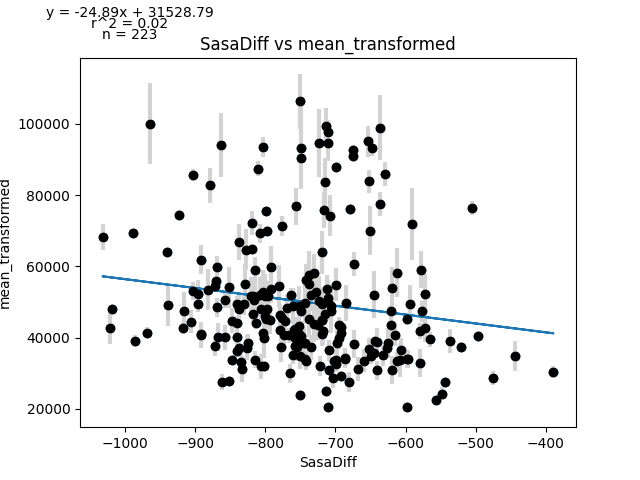 y = -24.89x + 31528.79
r^2 = 0.02
n = 223
SasaDiff vs mean_transformed
100000
80000
60000
40000
20000
mean_transformed
−1000
−900
−800
−700
−600
−500
−400
SasaDiff